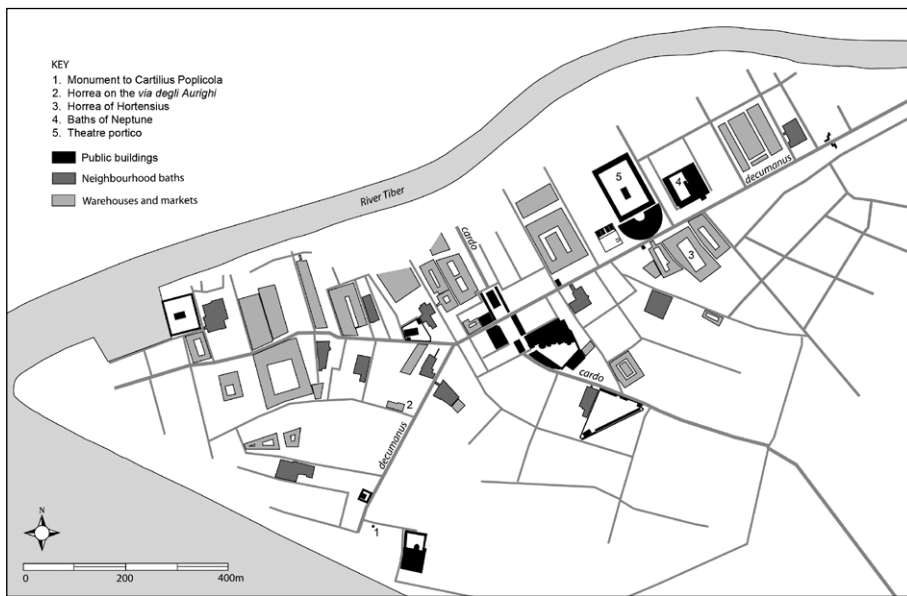 KEY
1. Monument to Cartilius Poplicola
2. Horrea on the via degli Aurighi
3. Horrea of Hortensius
4. Baths of Neptune
5. Theatre portico
Public buildings
Neighbourhood baths
Warehouses and markets
River Tiber
decumanus
5
4
cardo
3
cardo
2
decumanus
1
N
0 200 400m